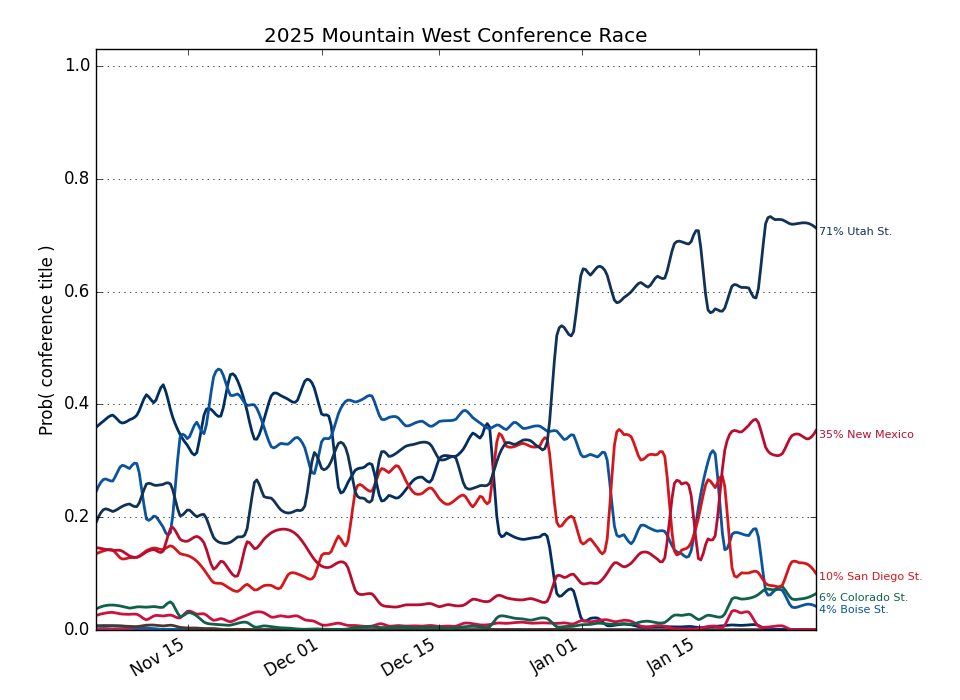 2025 Mountain West Conference Race
Prob( conference title )
1.0
0.8
0.6
0.4
0.2
0.0
71% Utah St.
35% New Mexico
10% San Diego St.
6% Colorado St.
4% Boise St.
Nov 15
Dec 01
Dec 15
Jan 01
Jan 15